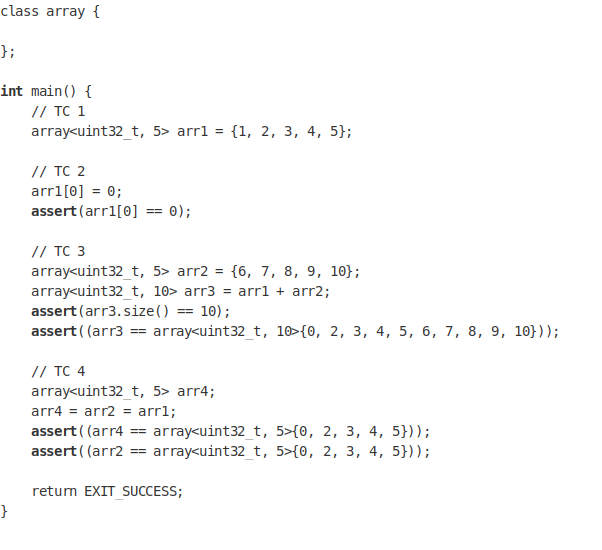 class array {
};
int main() {
// TC 1
array<uint32_t, 5> arr1 = {1, 2, 3, 4, 5};
// TC 2
arr1[0] = 0;
assert(arr1[0] == 0);
// TC 3
array<uint32_t, 5> arr2 = {6, 7, 8, 9, 10};
array<uint32_t, 10> arr3 = arr1 + arr2;
assert(arr3.size() == 10);
assert((arr3 == array<uint32_t, 10>{0, 2, 3, 4, 5, 6, 7, 8, 9, 10}));
// TC 4
array<uint32_t, 5> arr4;
arr4 = arr2 = arr1;
assert((arr4 == array<uint32_t, 5>{0, 2, 3, 4, 5}));
assert((arr2 == array<uint32_t, 5>{0, 2, 3, 4, 5}));
return EXIT_SUCCESS;
}